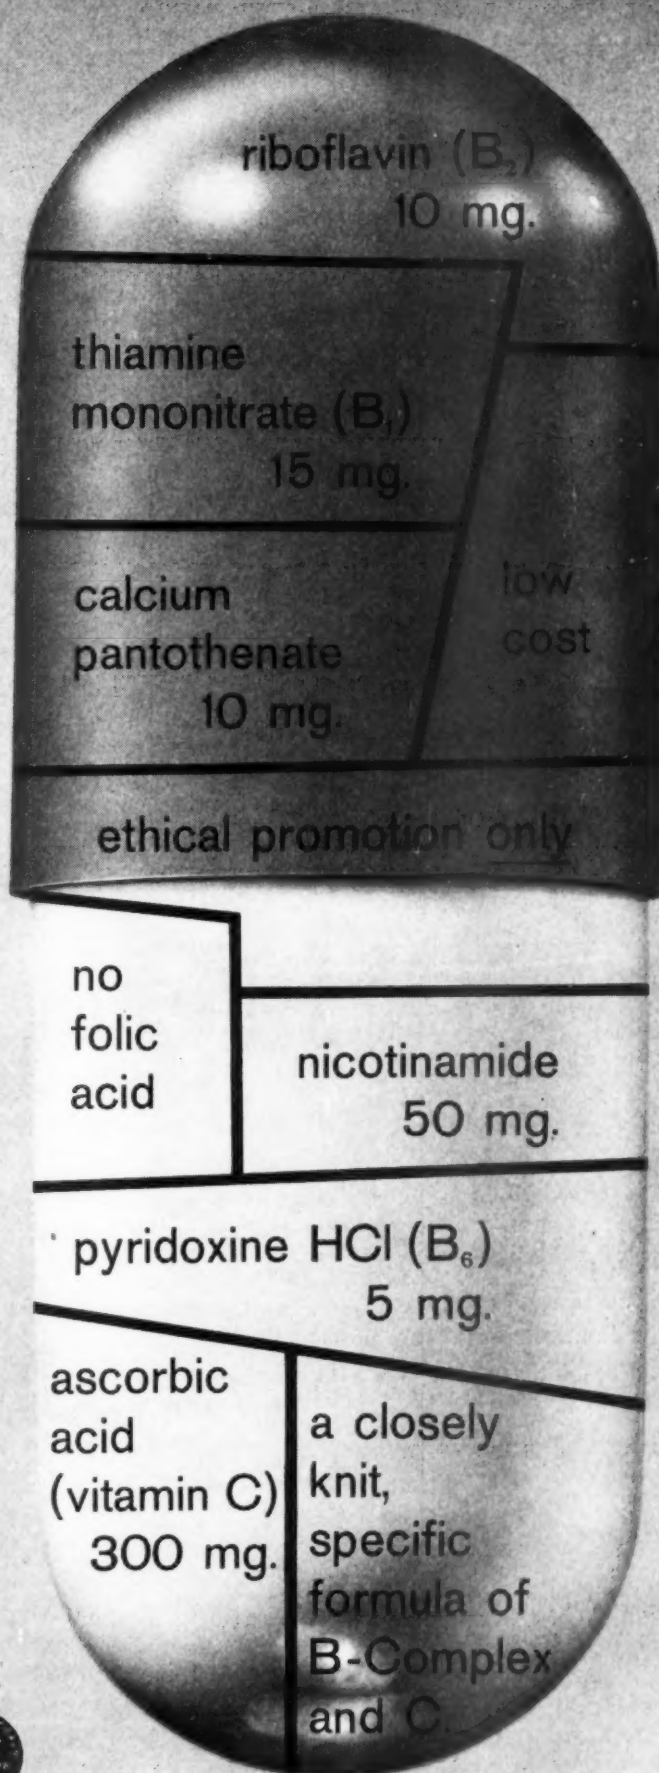 riboflavin (B₂)
10 mg.
thiamine
mononitrate (B₁)
15 mg.
calcium
pantothenate
10 mg.
low
cost
ethical promotion only
no
folic
acid
nicotinamide
50 mg.
pyridoxine HCl (B₆)
5 mg.
ascorbic
acid
(vitamin C)
300 mg.
a closely
knit,
specific
formula of
B-Complex
and C.